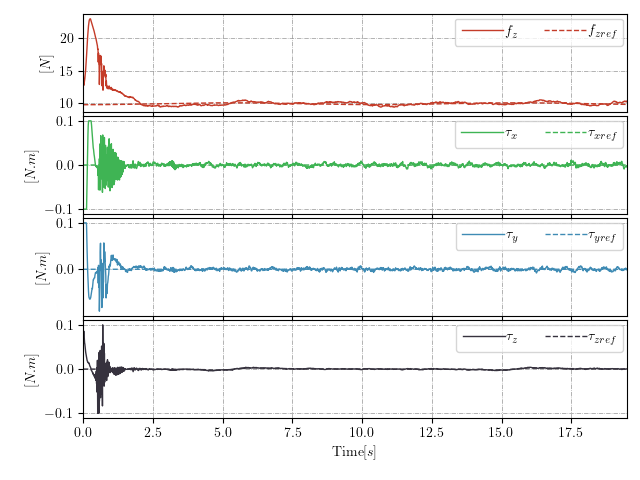 [N]
20
15
10
f_z
f_zref
[N.m]
0.1
0.0
−0.1
τ_x
τ_xref
[N.m]
0.1
0.0
τ_y
τ_yref
[N.m]
0.1
0.0
−0.1
τ_z
τ_zref
0.0 2.5 5.0 7.5 10.0 12.5 15.0 17.5
Time[s]